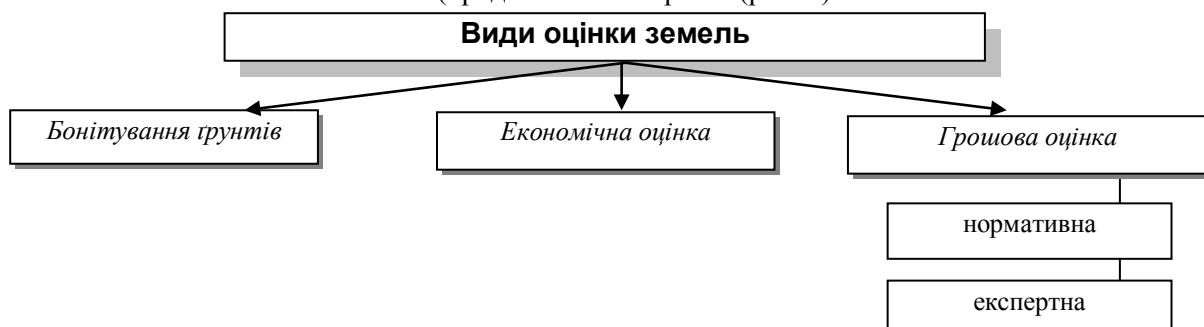 Види оцінки земель
Бонітування ґрунтів
Економічна оцінка
Грошова оцінка
нормативна
експертна